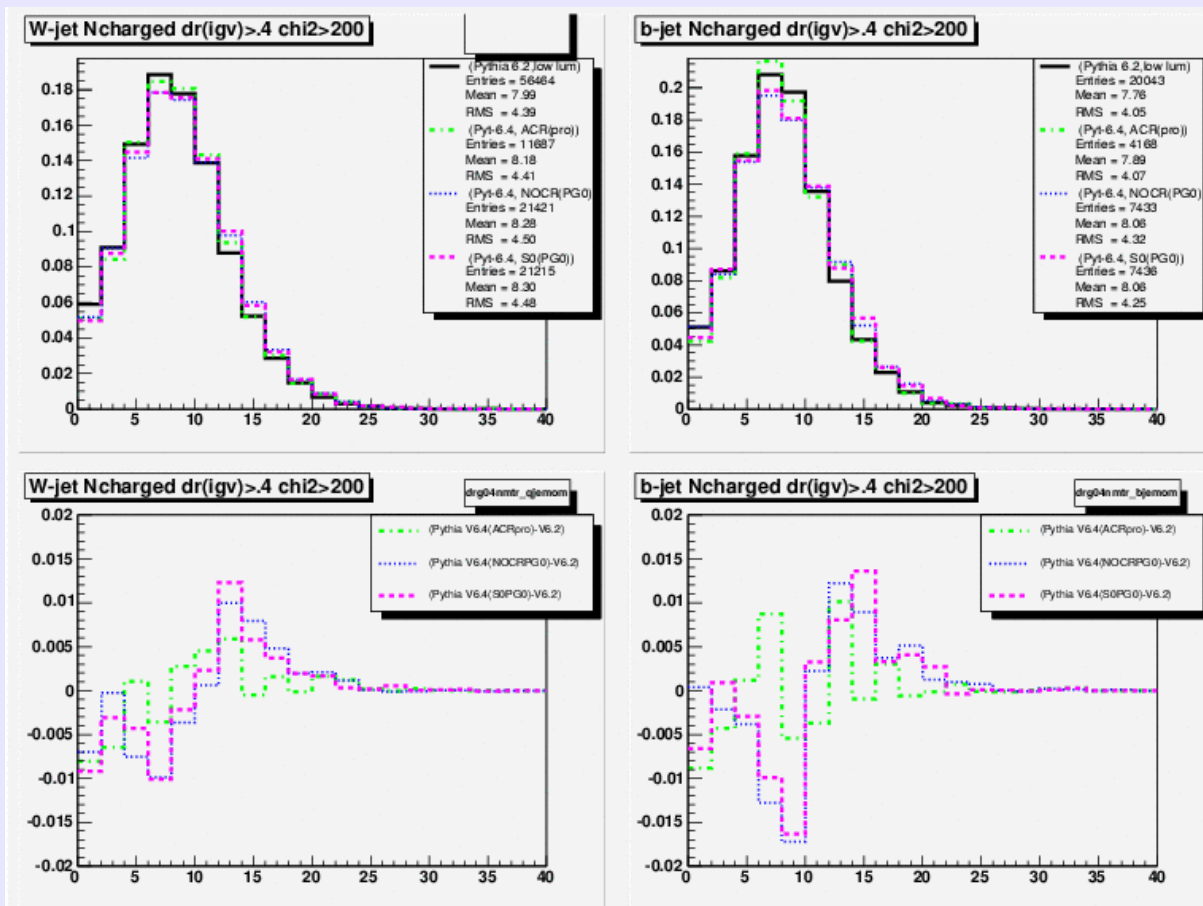 W-jet Ncharged dr(igv)>.4 chi2>200
(Pythia 6.2,low lum)
Entries = 56464
Mean = 7.99
RMS = 4.39
(Pyt-6.4, ACR(pro)
Entries = 11687
Mean = 8.18
RMS = 4.41
(Pyt-6.4, NOCR(PG0)
Entries = 21421
Mean = 8.28
RMS = 4.50
(Pyt-6.4, S0(PG0))
Entries = 21215
Mean = 8.30
RMS = 4.48
0.18
0.16
0.14
0.12
0.1
0.08
0.06
0.04
0.02
0
0 5 10 15 20 25 30 35 40
b-jet Ncharged dr(igv)>.4 chi2>200
(Pythia 6.2,low lum)
Entries = 20043
Mean = 7.76
RMS = 4.05
(Pyt-6.4, ACR(pro))
Entries = 4168
Mean = 7.89
RMS = 4.07
(Pyt-6.4, NOCR(PG0)
Entries = 7433
Mean = 8.06
RMS = 4.32
(Pyt-6.4, S0(PG0))
Entries = 7436
Mean = 8.06
RMS = 4.25
0.2
0.18
0.16
0.14
0.12
0.1
0.08
0.06
0.04
0.02
0
0 5 10 15 20 25 30 35 40
W-jet Ncharged dr(igv)>.4 chi2>200
drg04nmtr_qjemom
(Pythia V6.4(ACRpro)-V6.2)
(Pythia V6.4(NOCRPG0)-V6.2)
(Pythia V6.4(S0PG0)-V6.2)
0.02
0.015
0.01
0.005
0
-0.005
-0.01
-0.015
-0.02
0 5 10 15 20 25 30 35 40
b-jet Ncharged dr(igv)>.4 chi2>200
drg04nmtr_bjemom
(Pythia V6.4(ACRpro)-V6.2)
(Pythia V6.4(NOCRPG0)-V6.2)
(Pythia V6.4(S0PG0)-V6.2)
0.02
0.015
0.01
0.005
0
-0.005
-0.01
-0.015
-0.02
0 5 10 15 20 25 30 35 40